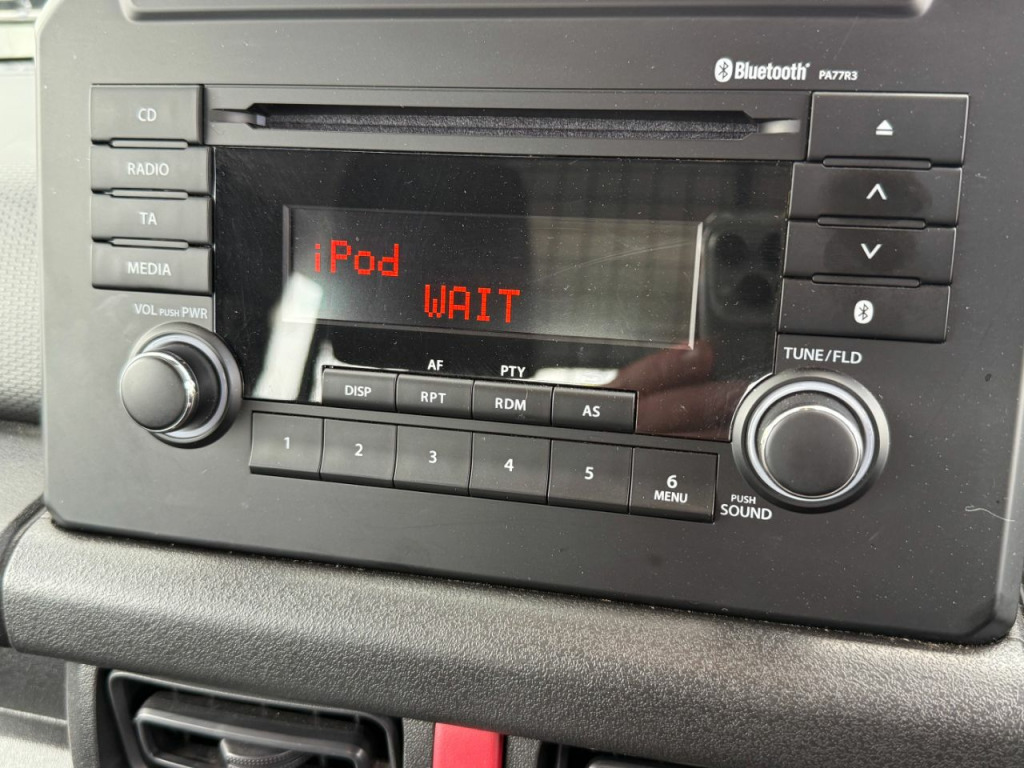 Bluetooth® PA77R3
CD
RADIO
TA
MEDIA
iPod
WAIT
VOL PUSH PWR
TUNE/FLD
AF PTY
DISP RPT RDM AS
1 2 3 4 5 6
MENU
PUSH
SOUND